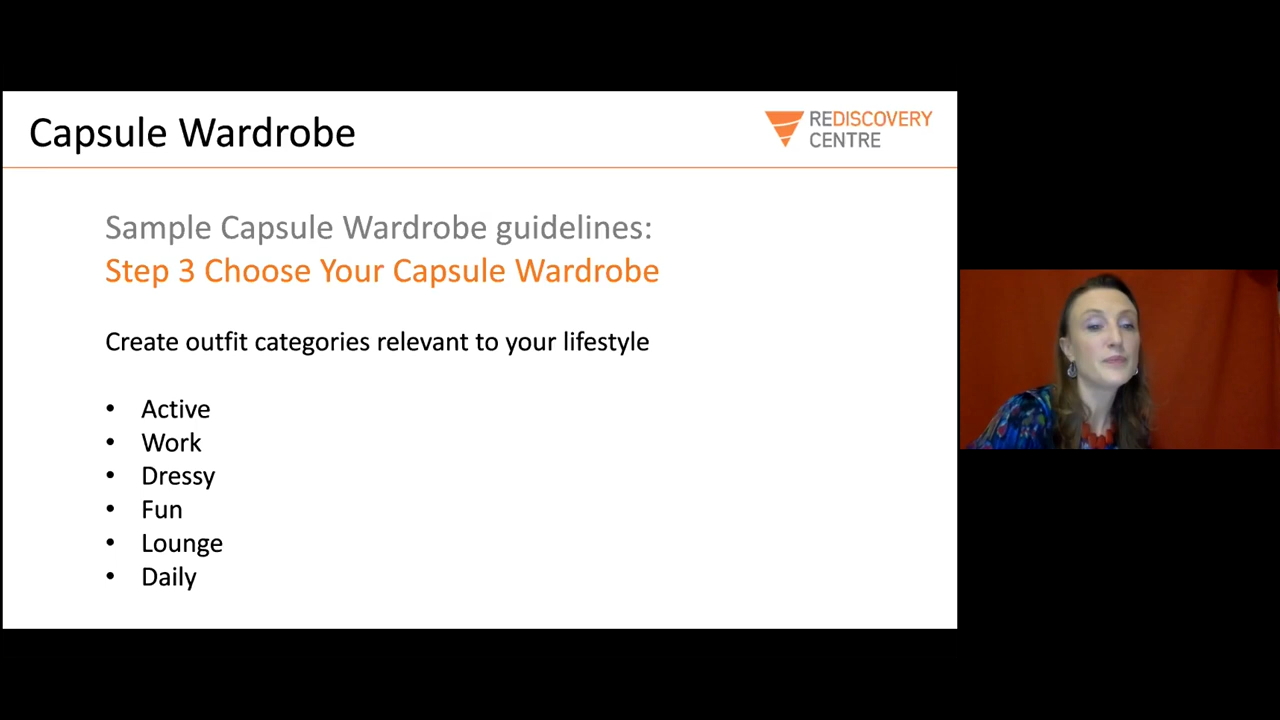 Capsule Wardrobe
REDISCOVERY
CENTRE
Sample Capsule Wardrobe guidelines:
Step 3 Choose Your Capsule Wardrobe
Create outfit categories relevant to your lifestyle
• Active
• Work
• Dressy
• Fun
• Lounge
• Daily